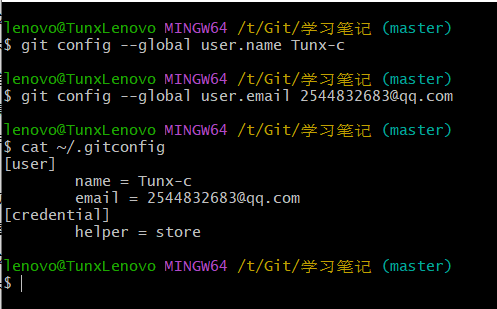 lenovo@TunxLenovo MINGW64 /t/Git/学习笔记 (master)
$ git config --global user.name Tunx-c
lenovo@TunxLenovo MINGW64 /t/Git/学习笔记 (master)
$ git config --global user.email 2544832683@qq.com
lenovo@TunxLenovo MINGW64 /t/Git/学习笔记 (master)
$ cat ~/.gitconfig
[user]
name = Tunx-c
email = 2544832683@qq.com
[credential]
helper = store
lenovo@TunxLenovo MINGW64 /t/Git/学习笔记 (master)
$